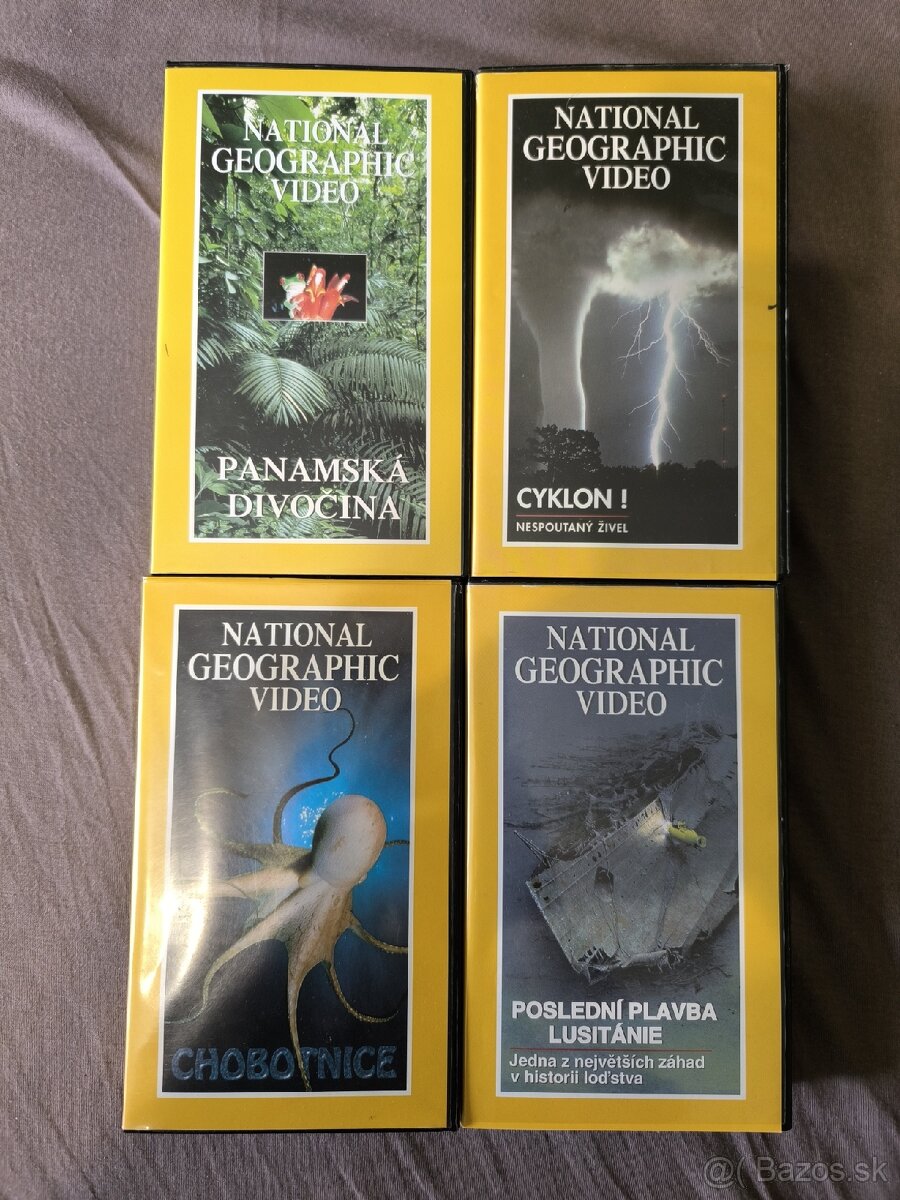 NATIONAL
GEOGRAPHIC
VIDEO
PANAMSKÁ
DIVOČINA
NATIONAL
GEOGRAPHIC
VIDEO
CYKLON !
NESPOUTANÝ ŽIVEL
NATIONAL
GEOGRAPHIC
VIDEO
CHOBOTNICE
NATIONAL
GEOGRAPHIC
VIDEO
POSLEDNÍ PLAVBA
LUSITÁNIE
Jedna z největších záhad
v historii loďstva
@( Bazos.sk